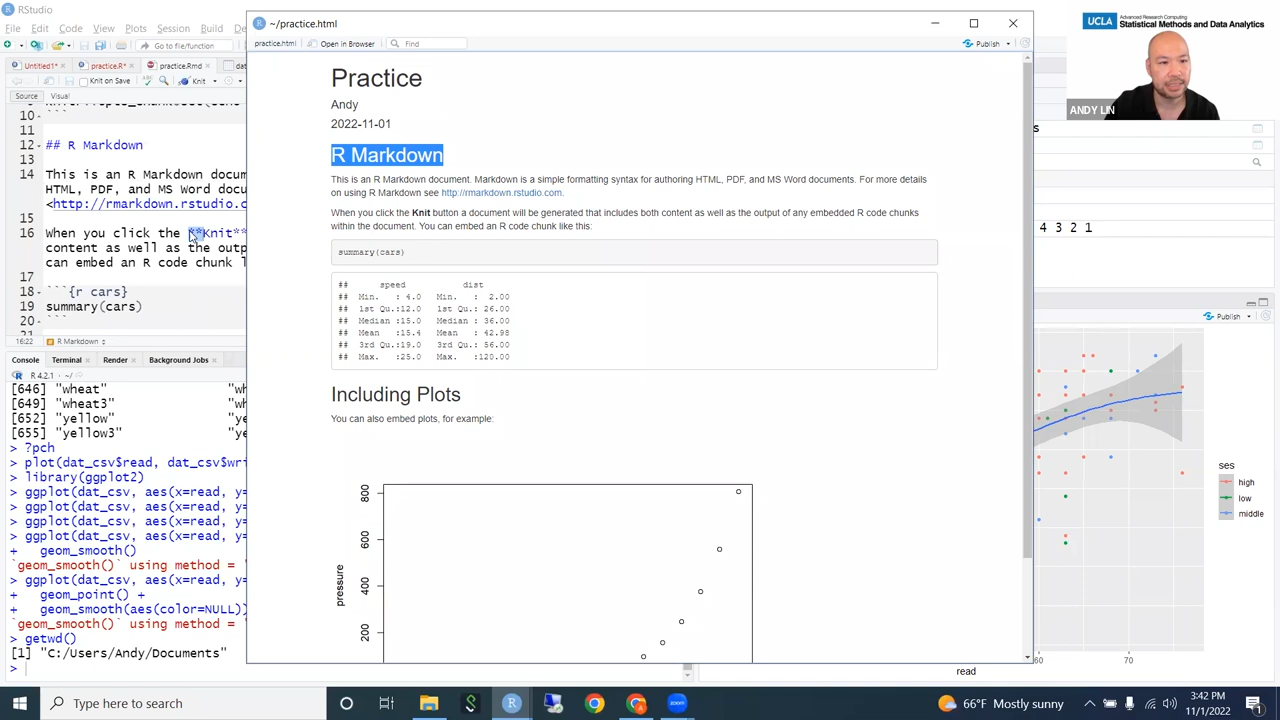 RStudio
File Edit Code View Plots Session Build
Go to file/function
Untitled1* practice.R* practice.Rmd
Knit on Save Knit
Source Visual
10 ```
11
12 ## R Markdown
13
14 This is an R Markdown docum
HTML, PDF, and MS Word docu
<http://rmarkdown.rstudio.c
15
16 When you click the **Knit**
content as well as the outp
can embed an R code chunk l
17
18 ```{r cars}
19 summary(cars)
20 ```
21
16:22 R Markdown
Console Terminal Render Background Jobs
R 4.2.1 · ~/
[646] "wheat" "wh
[649] "wheat3" "wh
[652] "yellow" "ye
[655] "yellow3" "ye
> ?pch
> plot(dat_csv$read, dat_csv$wri
> library(ggplot2)
> ggplot(dat_csv, aes(x=read, y=
> ggplot(dat_csv, aes(x=read, y=
> ggplot(dat_csv, aes(x=read, y=
> ggplot(dat_csv, aes(x=read, y=
+ geom_smooth()
`geom_smooth()` using method = '
> ggplot(dat_csv, aes(x=read, y=
+ geom_point() +
+ geom_smooth(aes(color=NULL))
`geom_smooth()` using method = '
> getwd()
[1] "C:/Users/Andy/Documents"
>
~/practice.html
practice.html Open in Browser Find Publish
Practice
Andy
2022-11-01
R Markdown
This is an R Markdown document. Markdown is a simple formatting syntax for authoring HTML, PDF, and MS Word documents. For more details
on using R Markdown see http://rmarkdown.rstudio.com.
When you click the Knit button a document will be generated that includes both content as well as the output of any embedded R code chunks
within the document. You can embed an R code chunk like this:
summary(cars)
## speed dist
## Min. : 4.0 Min. : 2.00
## 1st Qu.:12.0 1st Qu.: 26.00
## Median :15.0 Median : 36.00
## Mean :15.4 Mean : 42.98
## 3rd Qu.:19.0 3rd Qu.: 56.00
## Max. :25.0 Max. :120.00
Including Plots
You can also embed plots, for example:
800
600
400
200
pressure
UCLA Advanced Research Computing
Statistical Methods and Data Analytics
ANDY LIN
4 3 2 1
Publish
ses
high
low
middle
60 70
read
Type here to search
66°F Mostly sunny
3:42 PM
11/1/2022